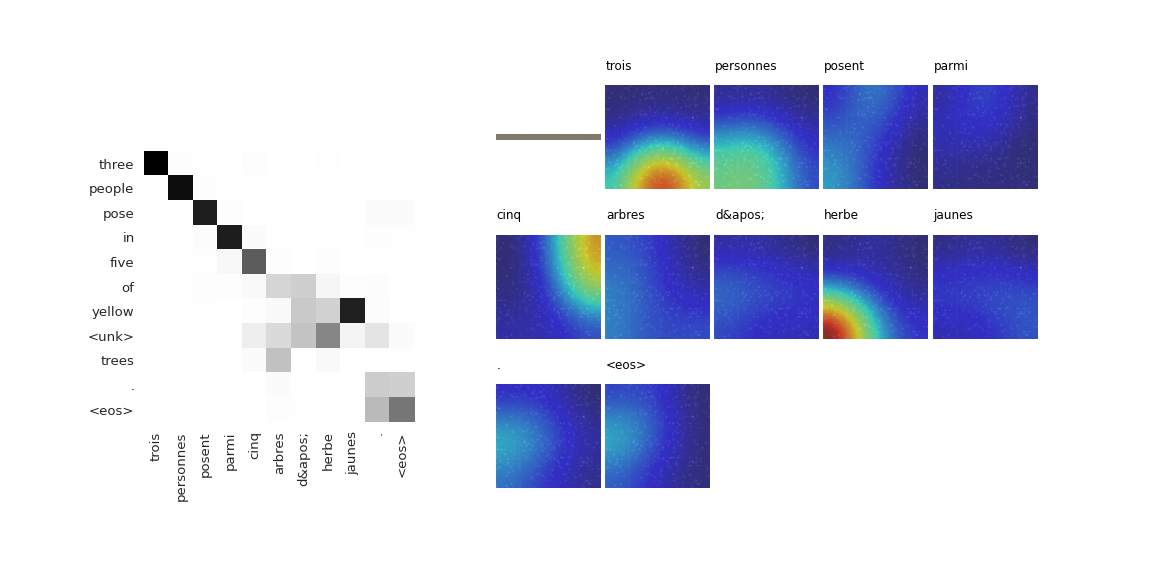 three
people
pose
in
five
of
yellow
<unk>
trees
.
<eos>
trois
personnes
posent
parmi
cinq
arbres
d&apos;
herbe
jaunes
.
<eos>
trois personnes posent parmi
cinq arbres d&apos; herbe jaunes
. <eos>